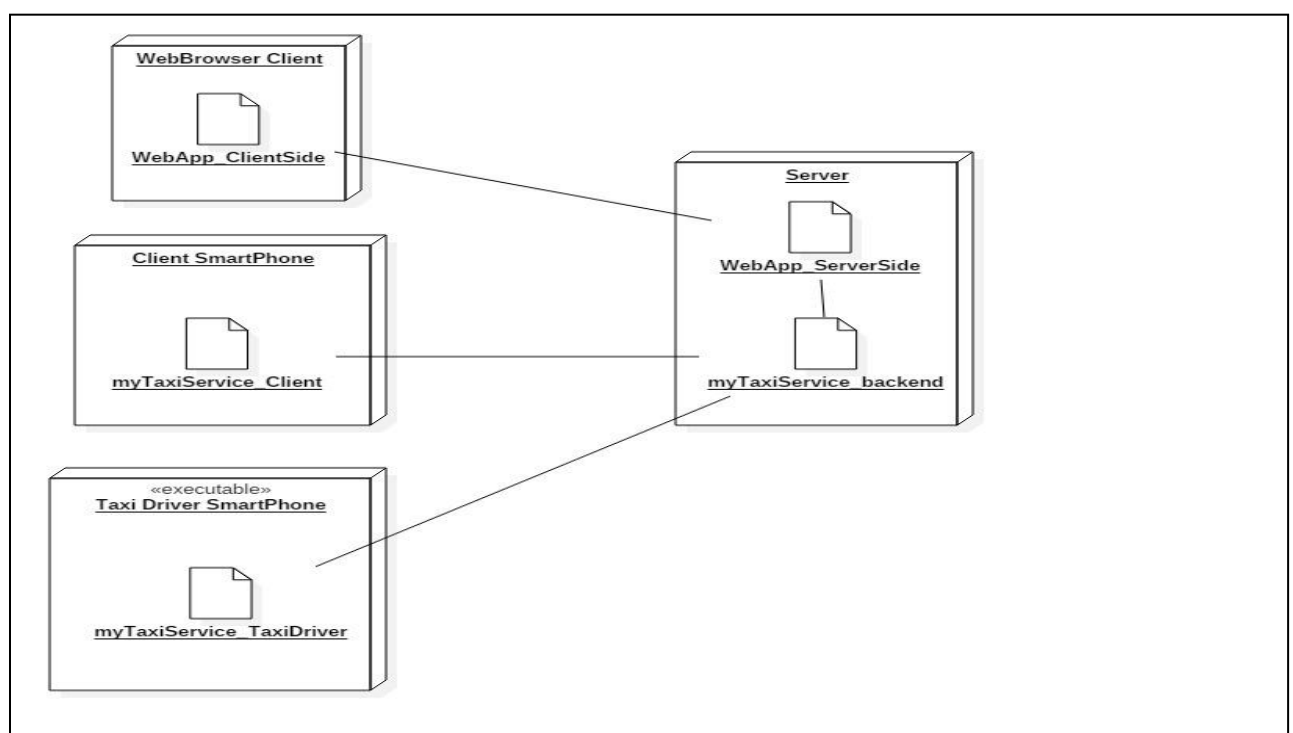 WebBrowser Client
WebApp_ClientSide
Client SmartPhone
myTaxiService_Client
«executable»
Taxi Driver SmartPhone
myTaxiService_TaxiDriver
Server
WebApp_ServerSide
myTaxiService_backend